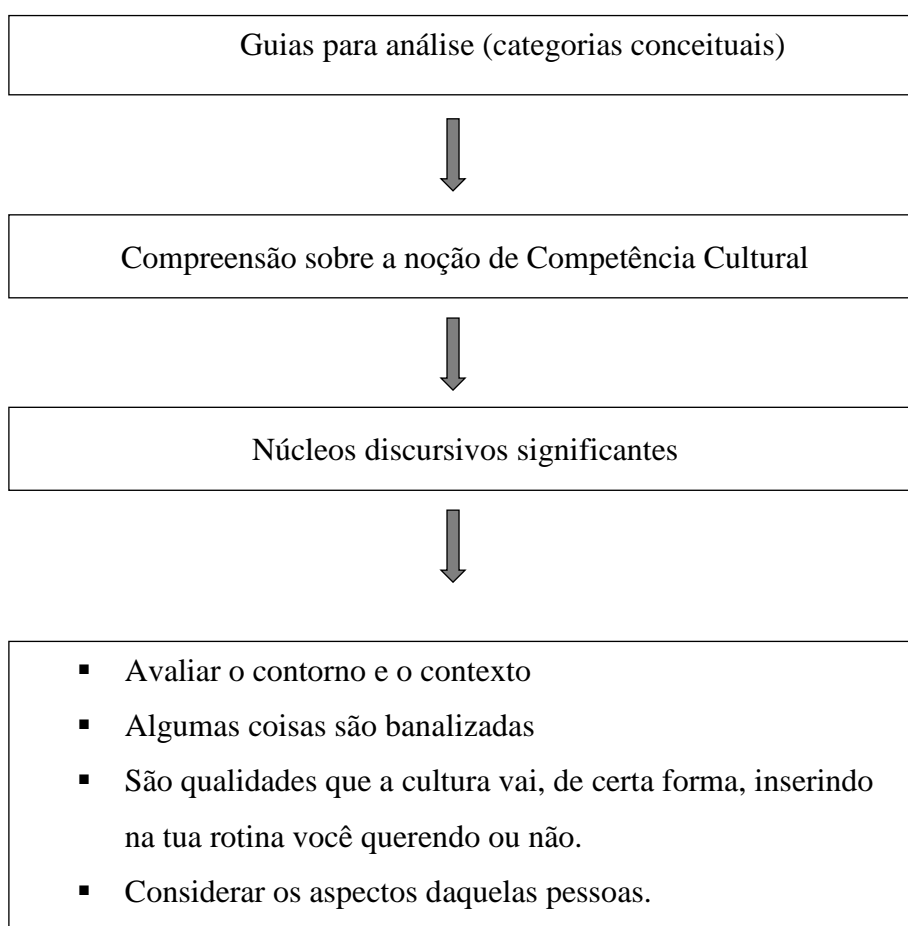 Guias para análise (categorias conceituais)
Compreensão sobre a noção de Competência Cultural
Núcleos discursivos significantes
▪ Avaliar o contorno e o contexto
▪ Algumas coisas são banalizadas
▪ São qualidades que a cultura vai, de certa forma, inserindo
na tua rotina você querendo ou não.
▪ Considerar os aspectos daquelas pessoas.